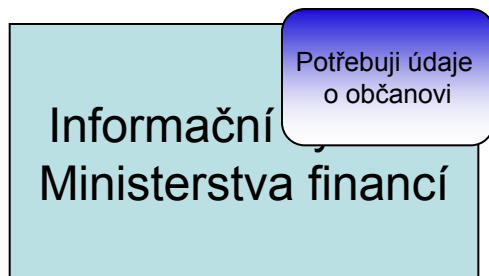 Potřebuji údaje
o občanovi
Informační
Ministerstva financí